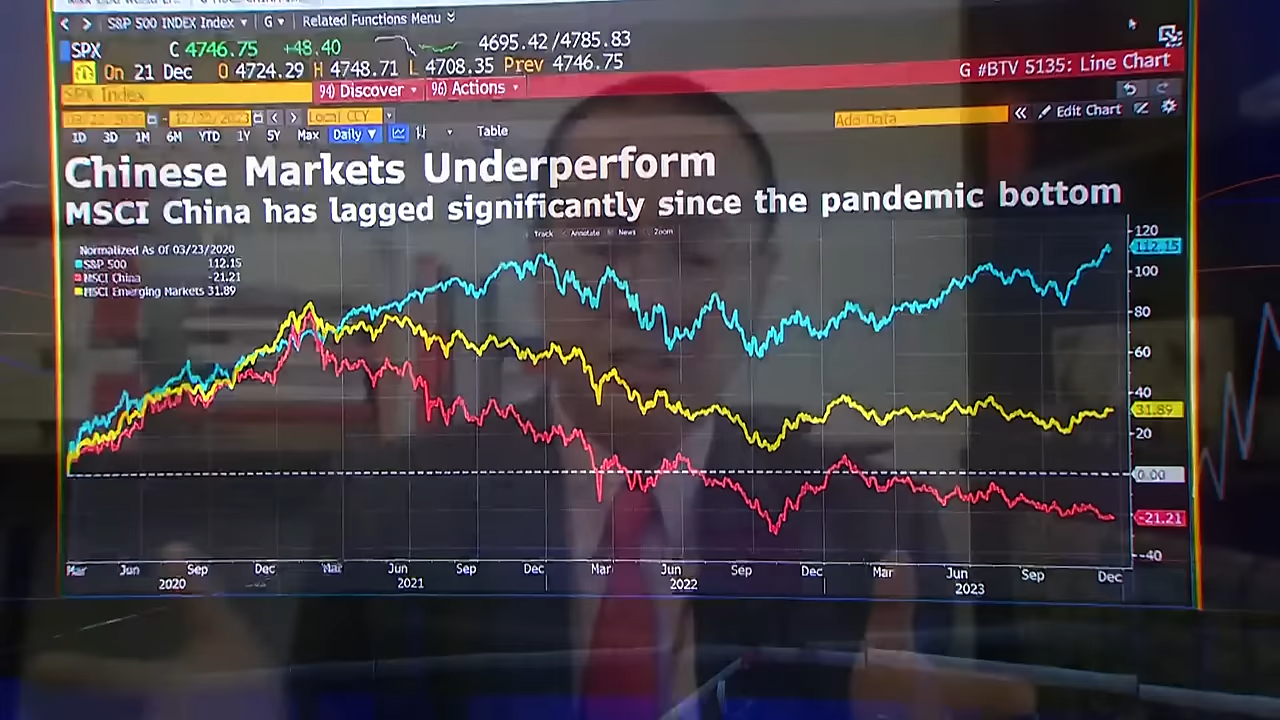 S&P 500 INDEX Index G Related Functions Menu
SPX C 4746.75 +48.40 4695.42/4785.83
On 21 Dec O 4724.29 H 4748.71 L 4708.35 Prev 4746.75
SPX Index 94) Discover 96) Actions G #BTV 5135: Line Chart
Local CCY Add Data Edit Chart
1D 3D 1M 6M YTD 1Y 5Y Max Daily Table
Chinese Markets Underperform
MSCI China has lagged significantly since the pandemic bottom
Track Annotate News Zoom
Normalized As Of 03/23/2020
S&P 500 112.15
MSCI China -21.21
MSCI Emerging Markets 31.89
120
112.15
100
80
60
40
31.89
20
0.00
-21.21
-40
Mar Jun Sep Dec Mar Jun Sep Dec Mar Jun Sep Dec Mar Jun Sep Dec
2020 2021 2022 2023